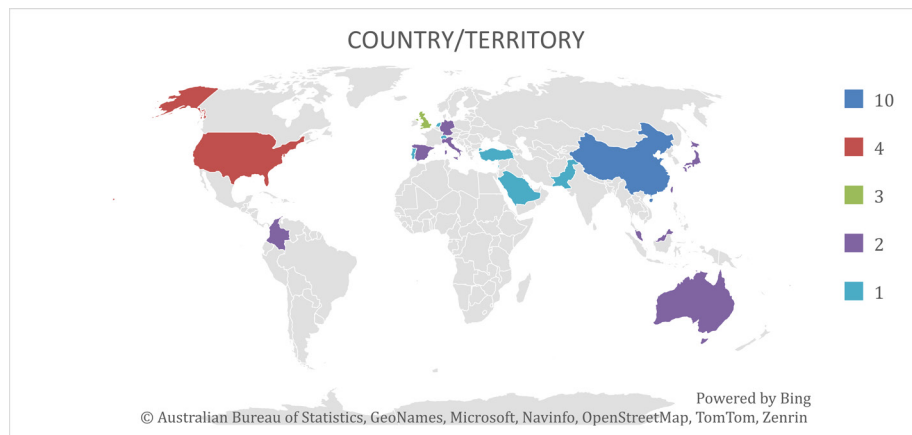 COUNTRY/TERRITORY
10
4
3
2
1
Powered by Bing
© Australian Bureau of Statistics, GeoNames, Microsoft, Navinfo, OpenStreetMap, TomTom, Zenrin